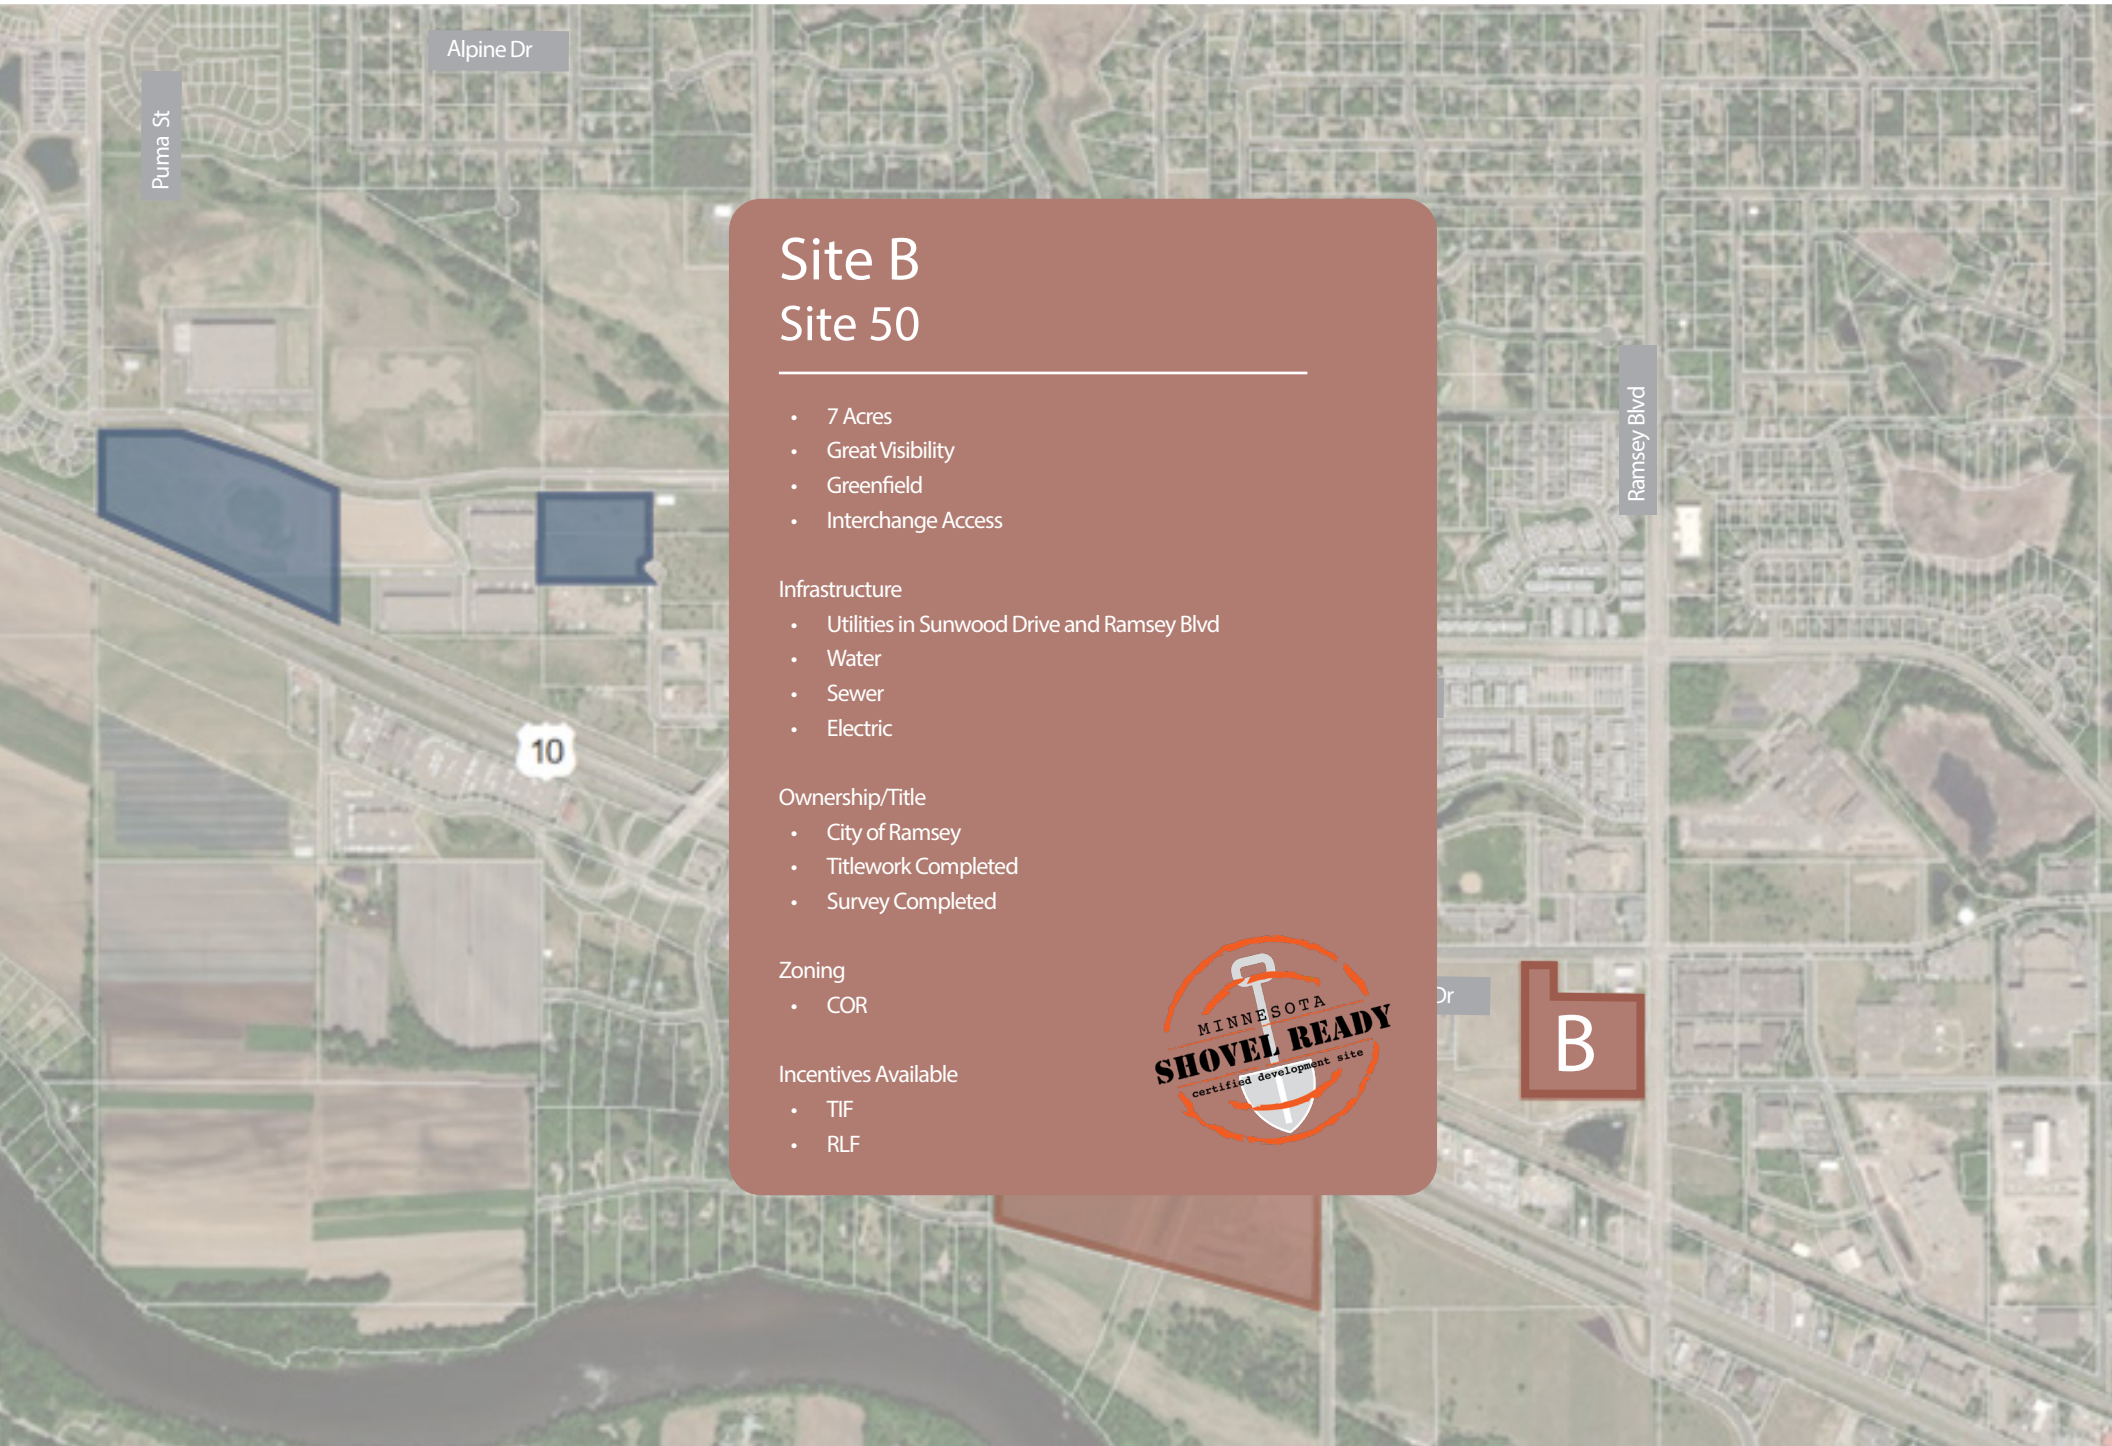 Alpine Dr
Puma St
Site B
Site 50
Ramsey Blvd
• 7 Acres
• Great Visibility
• Greenfield
• Interchange Access
Infrastructure
• Utilities in Sunwood Drive and Ramsey Blvd
• Water
• Sewer
• Electric
10
Ownership/Title
• City of Ramsey
• Titlework Completed
• Survey Completed
Zoning
• COR
Incentives Available
• TIF
• RLF
MINNESOTA
SHOVEL READY
certified development site
Dr
B